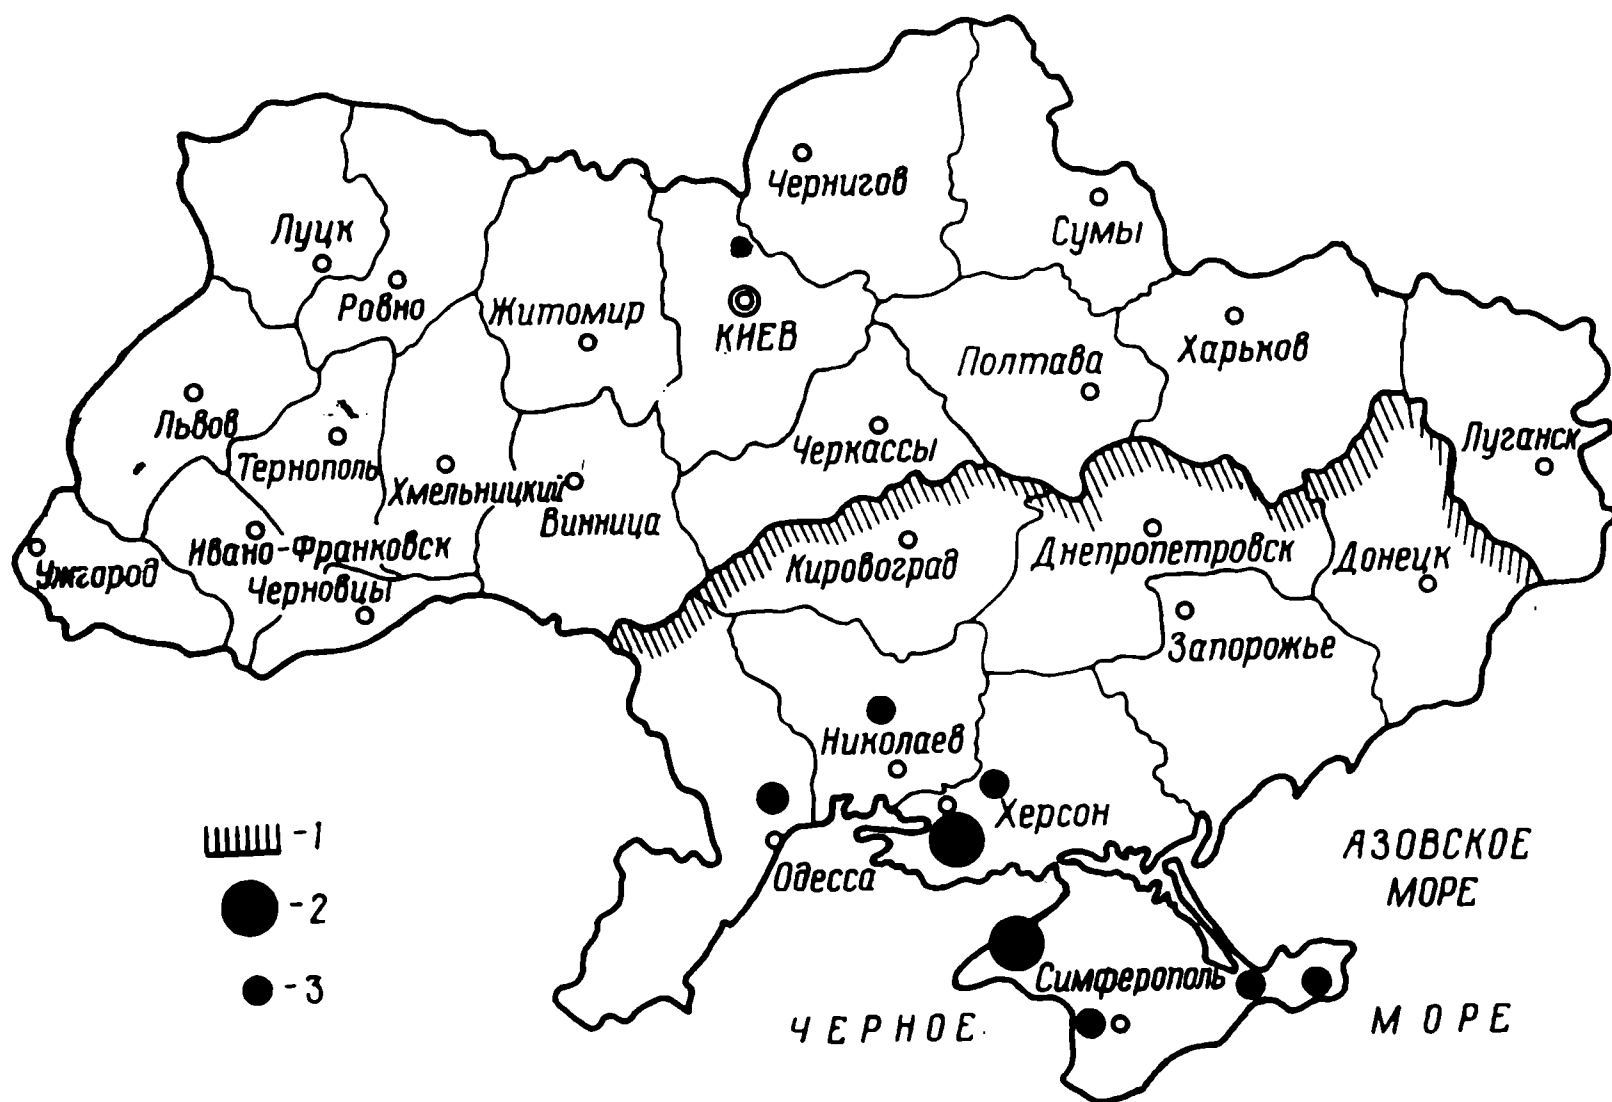 Чернигов
Сумы
Луцк
Ровно
Житомир
КИЕВ
Полтава
Харьков
Львов
Тернополь
Хмельницкий
Черкассы
Луганск
Винница
Ужгород
Ивано-Франковск
Черновцы
Кировоград
Днепропетровск
Донецк
Запорожье
Николаев
Херсон
Одесса
-1
-2
-3
АЗОВСКОЕ
МОРЕ
Симферополь
ЧЕРНОЕ
МОРЕ